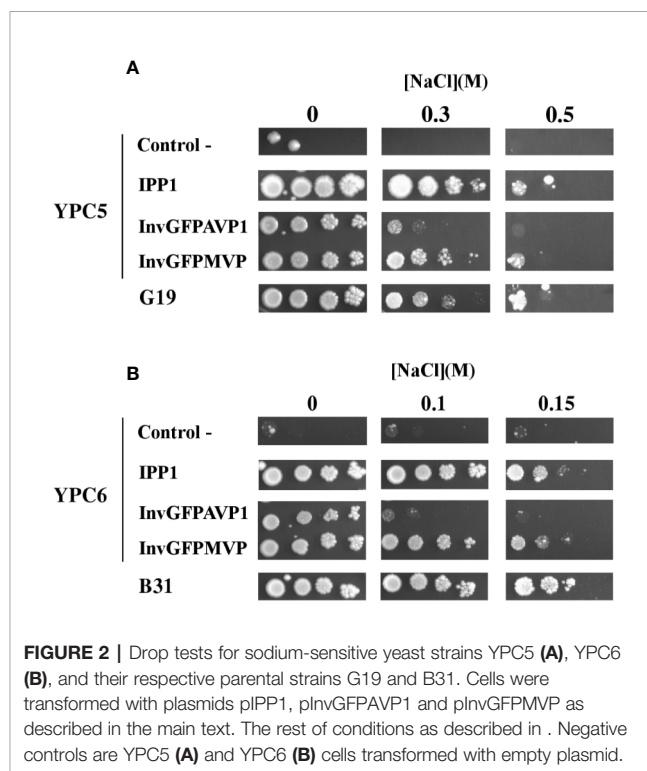 A
[NaCl](M)
0 0.3 0.5
Control -
IPP1
YPC5
InvGFPAVP1
InvGFPMVP
G19
B
[NaCl](M)
0 0.1 0.15
Control -
IPP1
YPC6
InvGFPAVP1
InvGFPMVP
B31
FIGURE 2 | Drop tests for sodium-sensitive yeast strains YPC5 (A), YPC6
(B), and their respective parental strains G19 and B31. Cells were
transformed with plasmids pIPP1, pInvGFPAVP1 and pInvGFPMVP as
described in the main text. The rest of conditions as described in . Negative
controls are YPC5 (A) and YPC6 (B) cells transformed with empty plasmid.